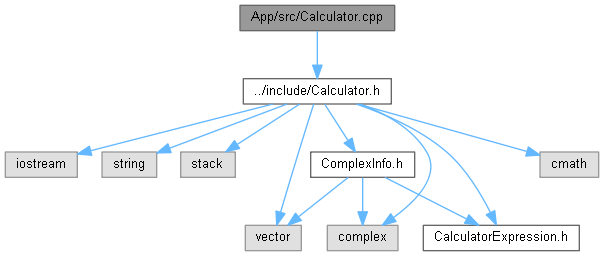 App/src/Calculator.cpp
../include/Calculator.h
iostream
string
stack
ComplexInfo.h
cmath
vector
complex
CalculatorExpression.h